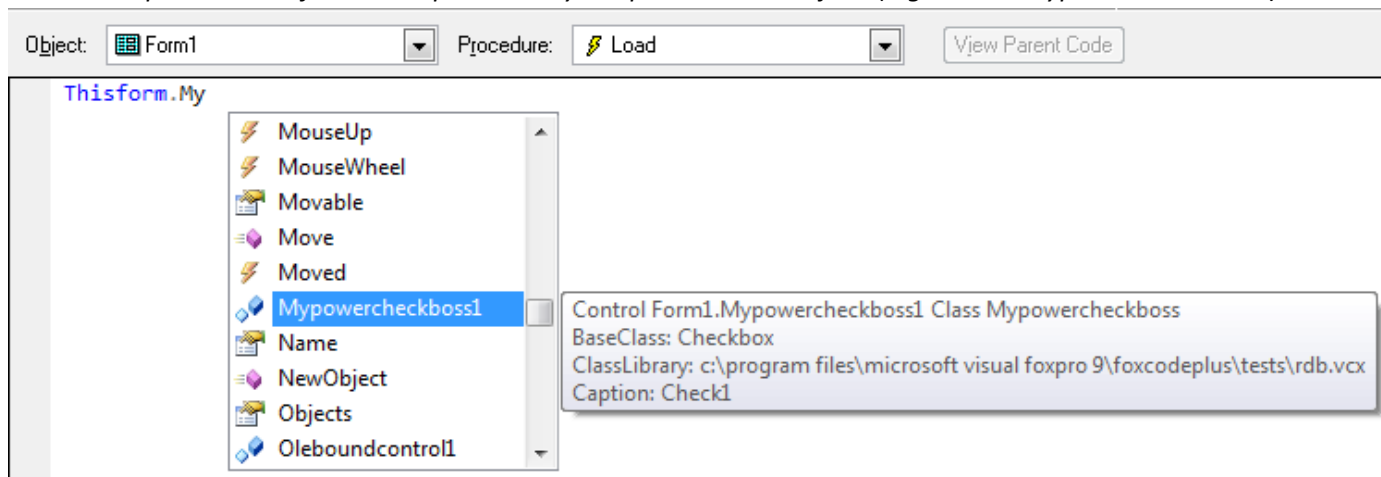 Object: Form1 Procedure: Load View Parent Code
Thisform.My
MouseUp
MouseWheel
Movable
Move
Moved
Mypowercheckboss1
Name
NewObject
Objects
Oleboundcontrol1
Control Form1.Mypowercheckboss1 Class Mypowercheckboss
BaseClass: Checkbox
ClassLibrary: c:\program files\microsoft visual foxpro 9\foxcodeplus\tests\rdb.vcx
Caption: Check1